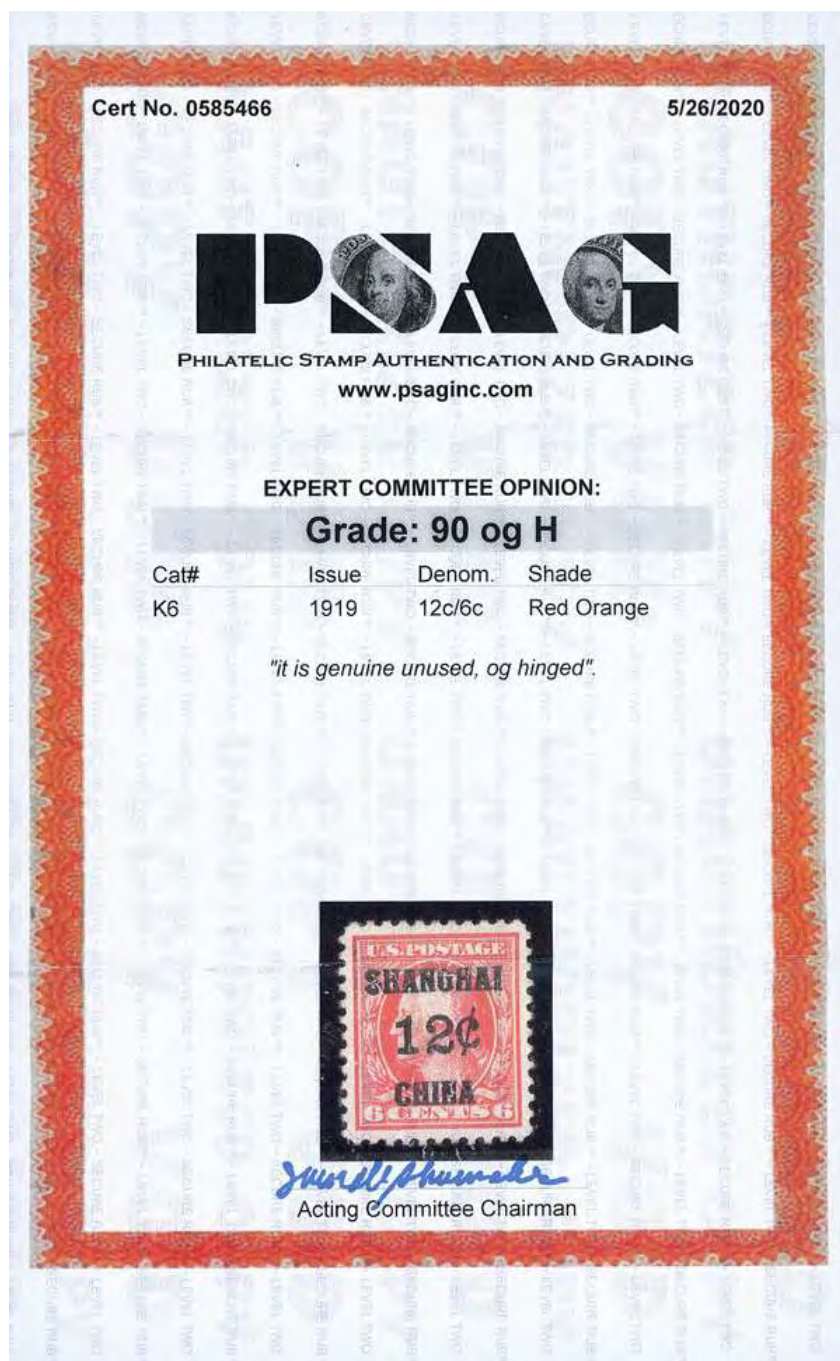 Cert No. 0585466 5/26/2020
PSAG
PHILATELIC STAMP AUTHENTICATION AND GRADING
www.psaginc.com
EXPERT COMMITTEE OPINION:
Grade: 90 og H
Cat# Issue Denom. Shade
K6 1919 12c/6c Red Orange
"it is genuine unused, og hinged".
U.S.POSTAGE
SHANGHAI
12¢
CHINA
6 CENTS 6
Acting Committee Chairman